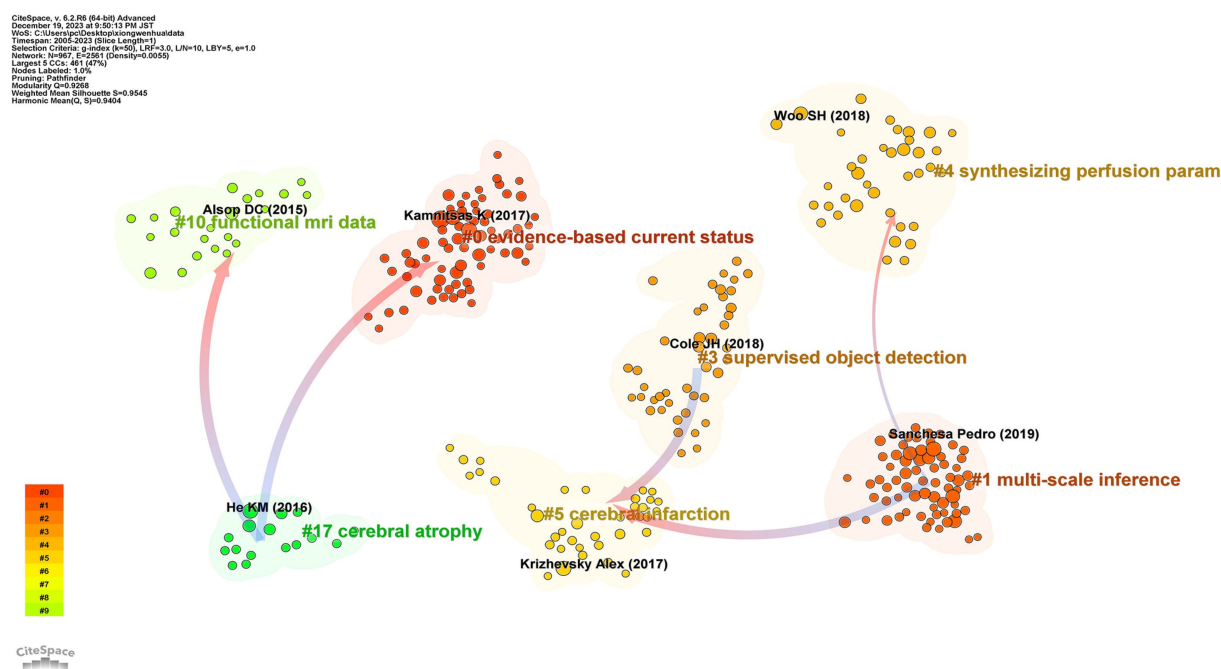 CiteSpace, v. 6.2.R6 (64-bit) Advanced
December 19, 2023 at 9:50:13 PM JST
WoS: C:\Users\pc\Desktop\xiongwenhua\data
Timespan: 2005-2023 (Slice Length=1)
Selection Criteria: g-index (k=50), LRF=3.0, L/N=10, LBY=5, e=1.0
Network: N=967, E=2561 (Density=0.0055)
Largest 5 CCs: 461 (47%)
Nodes Labeled: 1.0%
Pruning: Pathfinder
Modularity Q=0.9268
Weighted Mean Silhouette S=0.9545
Harmonic Mean(Q, S)=0.9404
Woo SH (2018)
#4 synthesizing perfusion param
Alsop DC (2015)
#10 functional mri data
Kamnitsas K (2017)
#0 evidence-based current status
Cole JH (2018)
#3 supervised object detection
Sanchesa Pedro (2019)
#1 multi-scale inference
He KM (2016)
#17 cerebral atrophy
#5 cerebral infarction
Krizhevsky Alex (2017)
#0
#1
#2
#3
#4
#5
#6
#7
#8
#9
CiteSpace